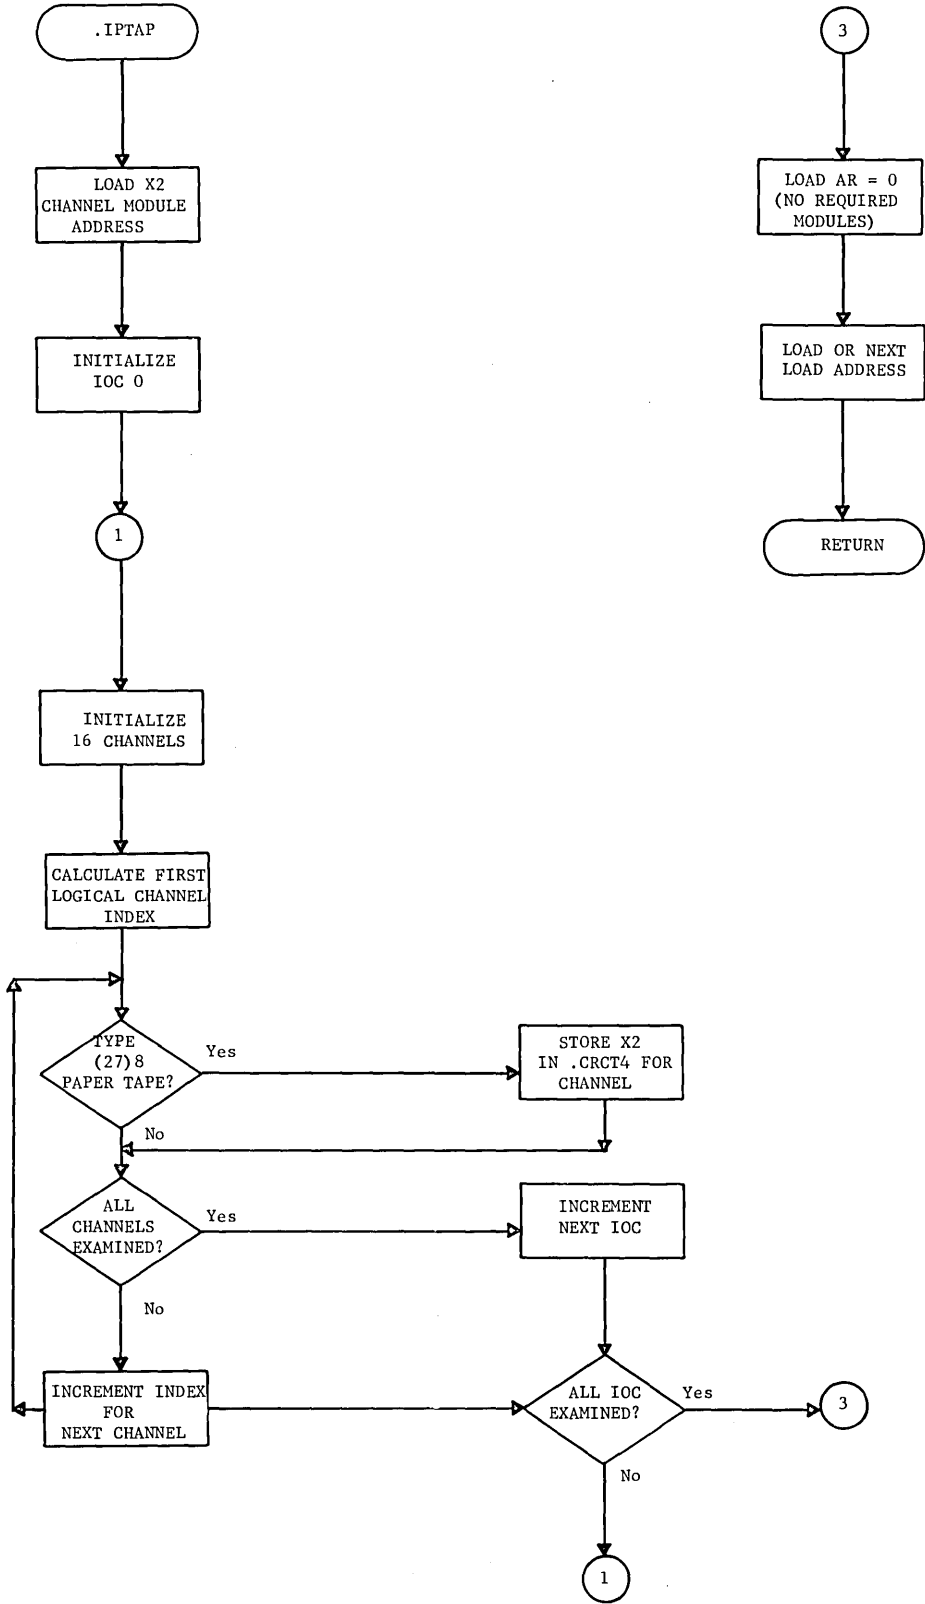 .IPTAP
LOAD X2
CHANNEL MODULE
ADDRESS
INITIALIZE
IOC 0
1
INITIALIZE
16 CHANNELS
CALCULATE FIRST
LOGICAL CHANNEL
INDEX
TYPE
(27)8
PAPER TAPE?
Yes
No
STORE X2
IN .CRCT4 FOR
CHANNEL
ALL
CHANNELS
EXAMINED?
Yes
No
INCREMENT
NEXT IOC
INCREMENT INDEX
FOR
NEXT CHANNEL
ALL IOC
EXAMINED?
Yes
3
No
1
3
LOAD AR = 0
(NO REQUIRED
MODULES)
LOAD OR NEXT
LOAD ADDRESS
RETURN